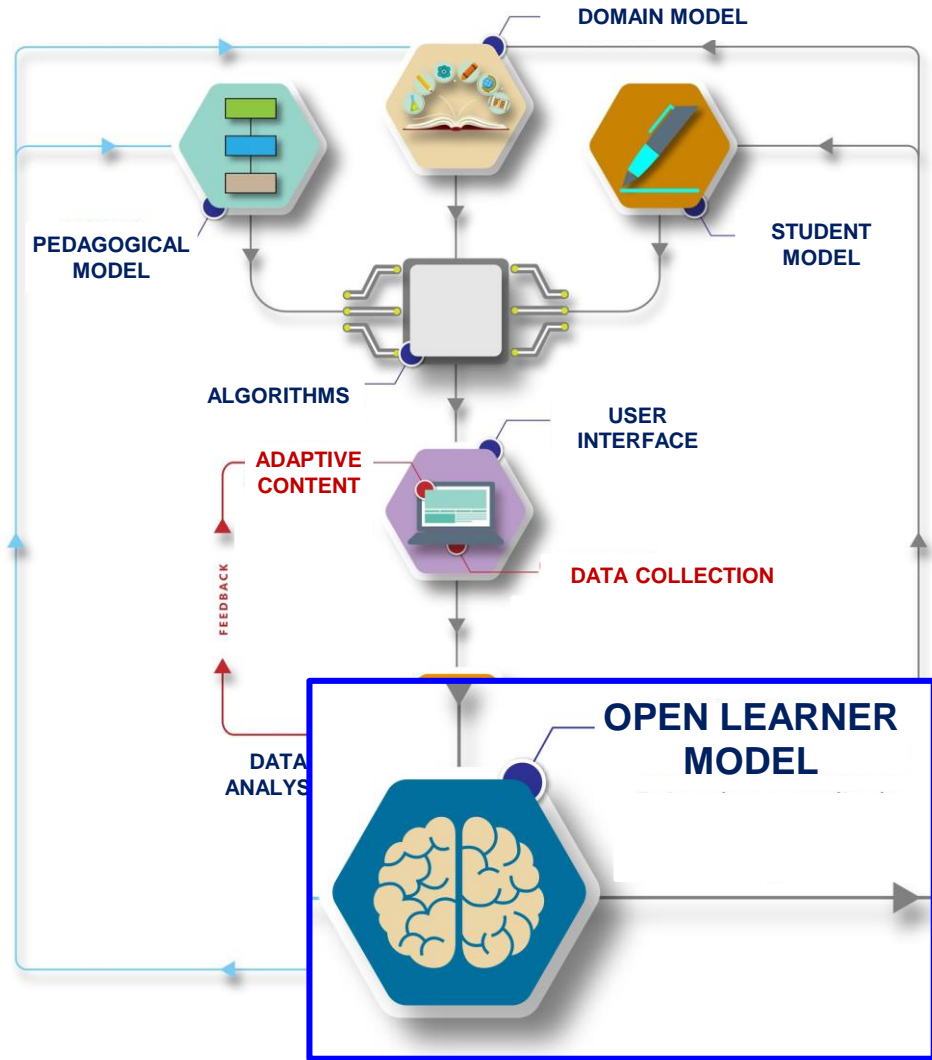 DOMAIN MODEL
PEDAGOGICAL
MODEL
STUDENT
MODEL
ALGORITHMS
USER
INTERFACE
ADAPTIVE
CONTENT
DATA COLLECTION
FEEDBACK
OPEN LEARNER
MODEL
DATA
ANALYS